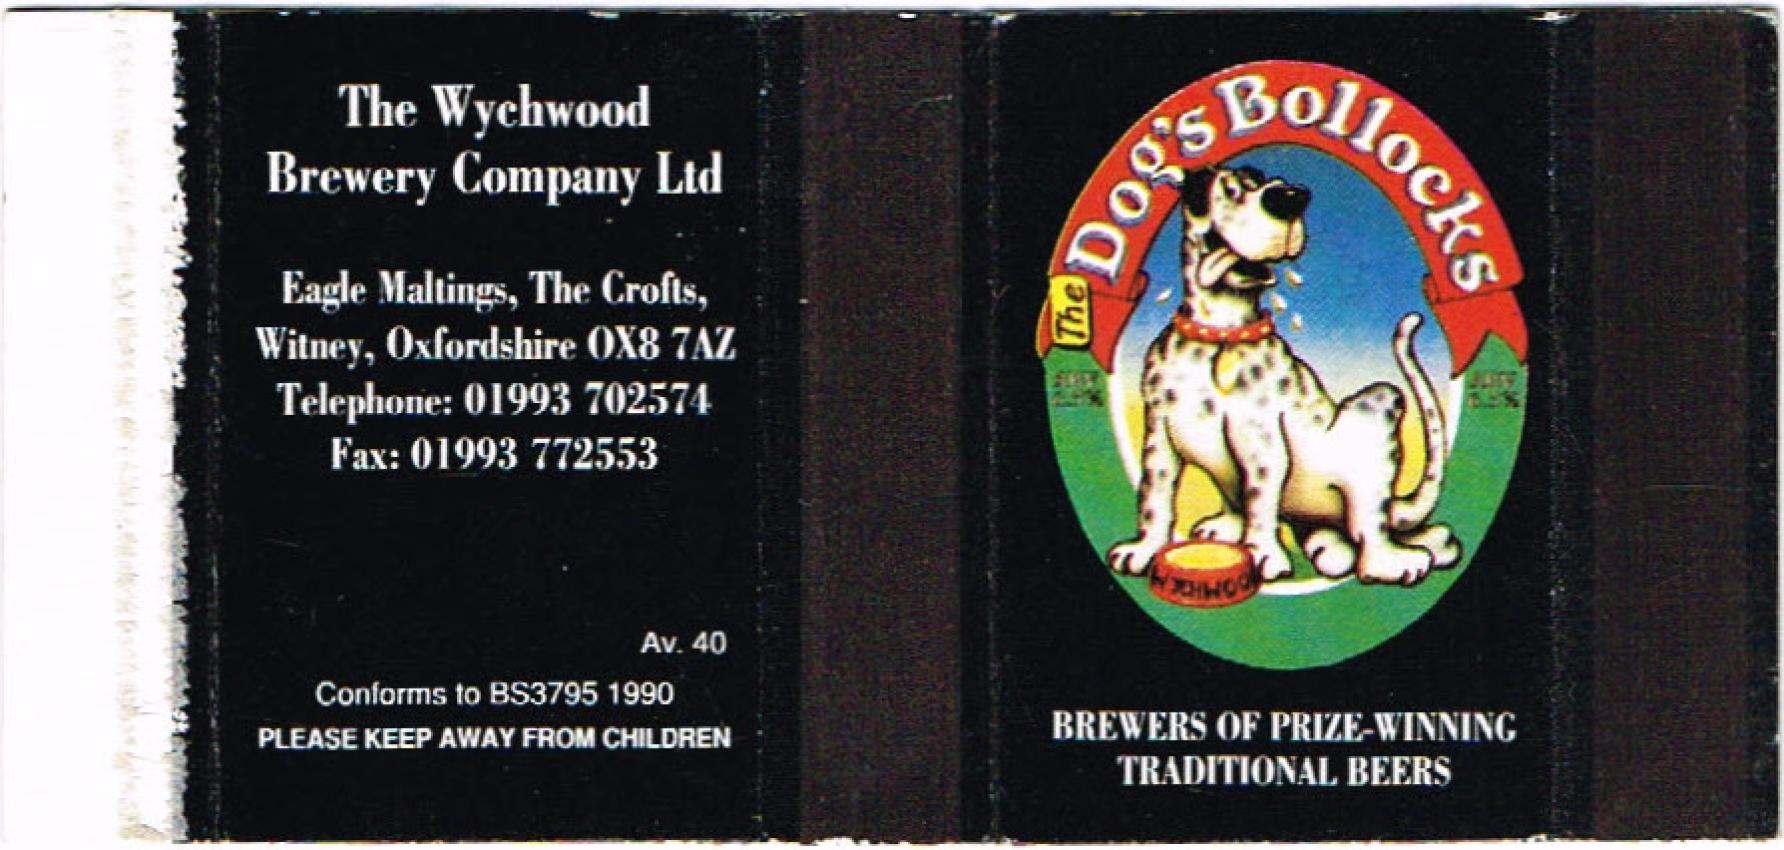 The Wychwood
Brewery Company Ltd
Eagle Maltings, The Crofts,
Witney, Oxfordshire OX8 7AZ
Telephone: 01993 702574
Fax: 01993 772553
Av. 40
Conforms to BS3795 1990
PLEASE KEEP AWAY FROM CHILDREN
The Dog's Bollocks
BREWERS OF PRIZE-WINNING
TRADITIONAL BEERS